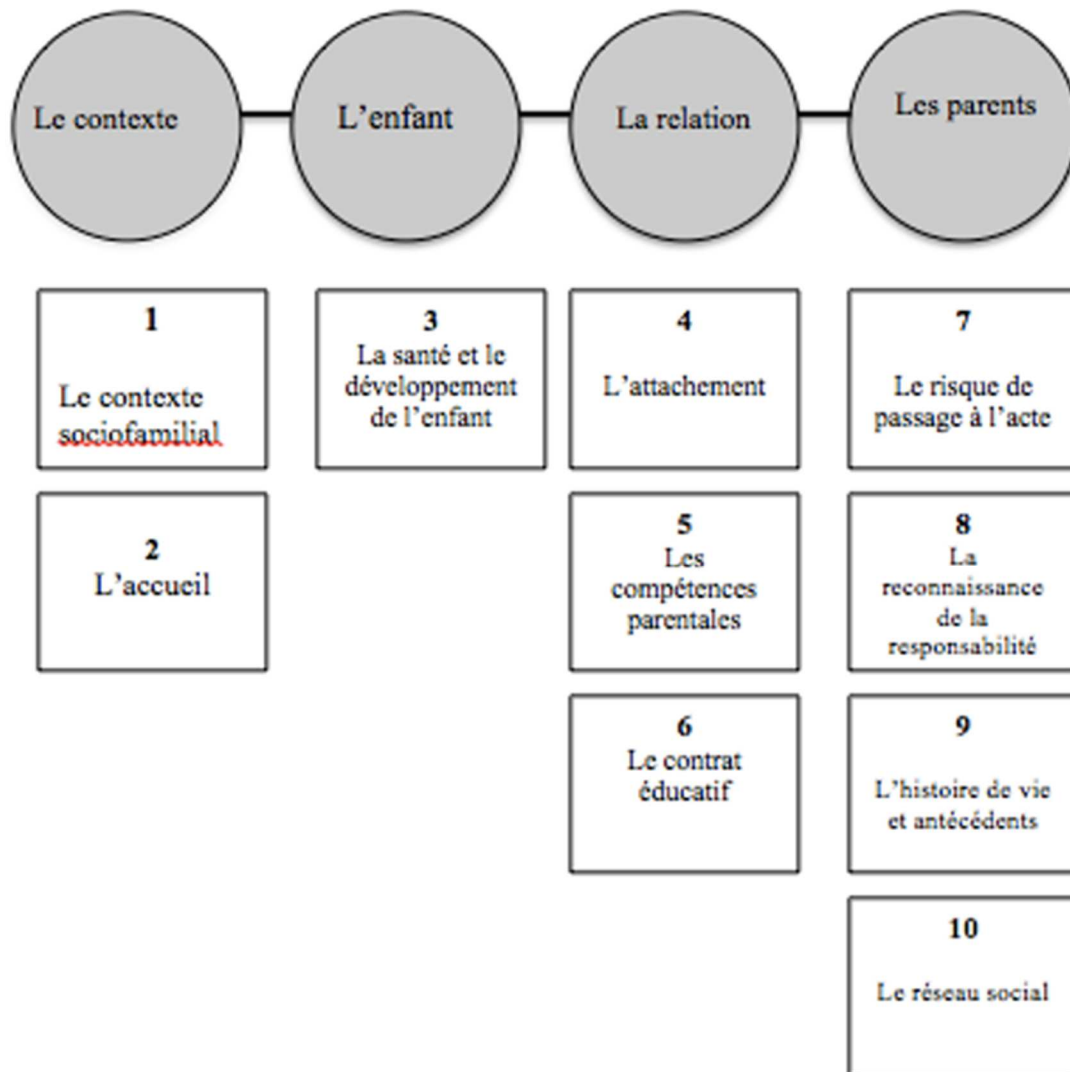 Le contexte
L'enfant
La relation
Les parents
1
Le contexte
sociofamilial
2
L'accueil
3
La santé et le
développement
de l'enfant
4
L'attachement
5
Les
compétences
parentales
6
Le contrat
éducatif
7
Le risque de
passage à l'acte
8
La
reconnaissance
de la
responsabilité
9
L'histoire de vie
et antécédents
10
Le réseau social